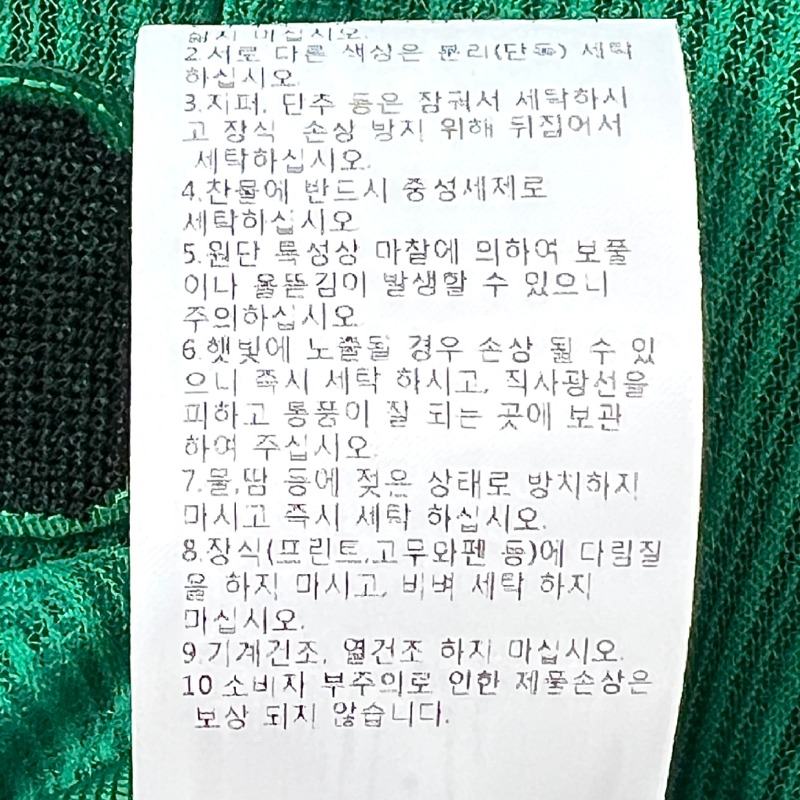 하지 마십시오.
2.서로 다른 색상은 분리(단독) 세탁
하십시오.
3.지퍼, 단추 등은 잠궈서 세탁하시
고 장식 손상 방지 위해 뒤집어서
세탁하십시오.
4.찬물에 반드시 중성세제로
세탁하십시오
5.원단 특성상 마찰에 의하여 보풀
이나 올뜯김이 발생할 수 있으니
주의하십시오.
6.햇빛에 노출될 경우 손상 될 수 있
으니 즉시 세탁 하시고, 직사광선을
피하고 통풍이 잘 되는 곳에 보관
하여 주십시오.
7.물,땀 등에 젖은 상태로 방치하지
마시고 즉시 세탁 하십시오.
8.장식(프린트,고무와펜 등)에 다림질
을 하지 마시고, 비벼 세탁 하지
마십시오.
9.기계건조, 열건조 하지 마십시오.
10.소비자 부주의로 인한 제품손상은
보상 되지 않습니다.